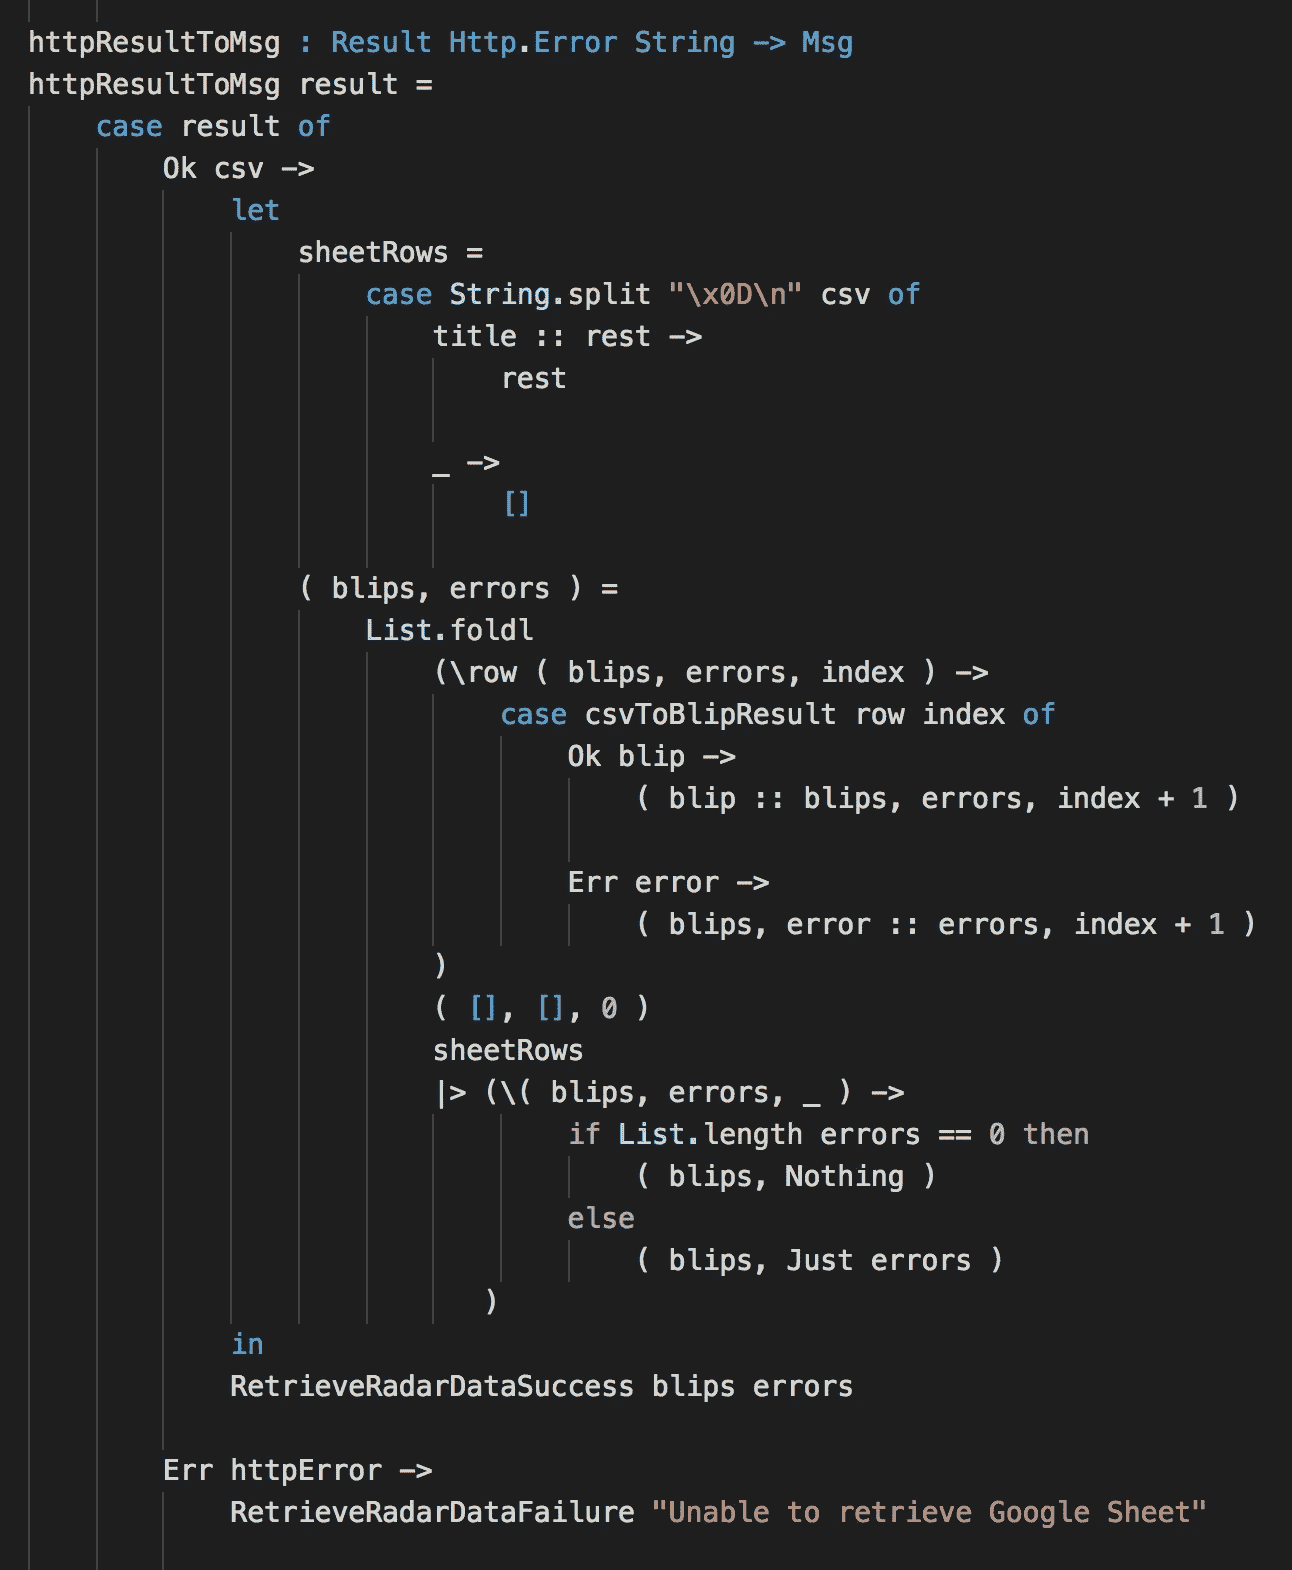 httpResultToMsg : Result Http.Error String -> Msg
httpResultToMsg result =
    case result of
        Ok csv ->
            let
                sheetRows =
                    case String.split "\x0D\n" csv of
                        title :: rest ->
                            rest

                        _ ->
                            []

                ( blips, errors ) =
                    List.foldl
                        (\row ( blips, errors, index ) ->
                            case csvToBlipResult row index of
                                Ok blip ->
                                    ( blip :: blips, errors, index + 1 )

                                Err error ->
                                    ( blips, error :: errors, index + 1 )
                        )
                        ( [], [], 0 )
                        sheetRows
                        |> (\( blips, errors, _ ) ->
                                if List.length errors == 0 then
                                    ( blips, Nothing )
                                else
                                    ( blips, Just errors )
                           )
            in
            RetrieveRadarDataSuccess blips errors

        Err httpError ->
            RetrieveRadarDataFailure "Unable to retrieve Google Sheet"